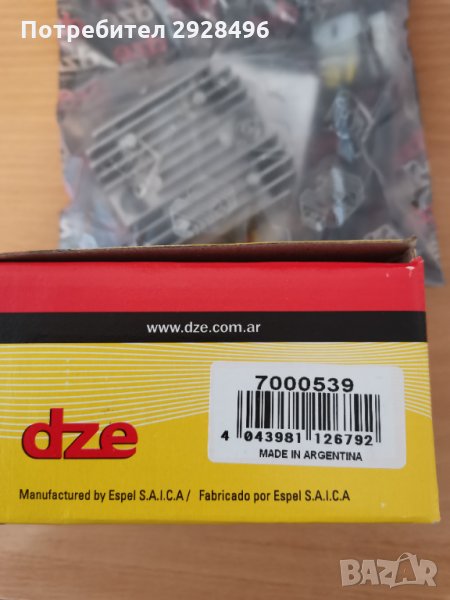 Потребител 2928496
www.dze.com.ar
7000539
4 043981 126792
MADE IN ARGENTINA
dze
Manufactured by Espel S.A.I.C.A / Fabricado por Espel S.A.I.C.A
BAZAR